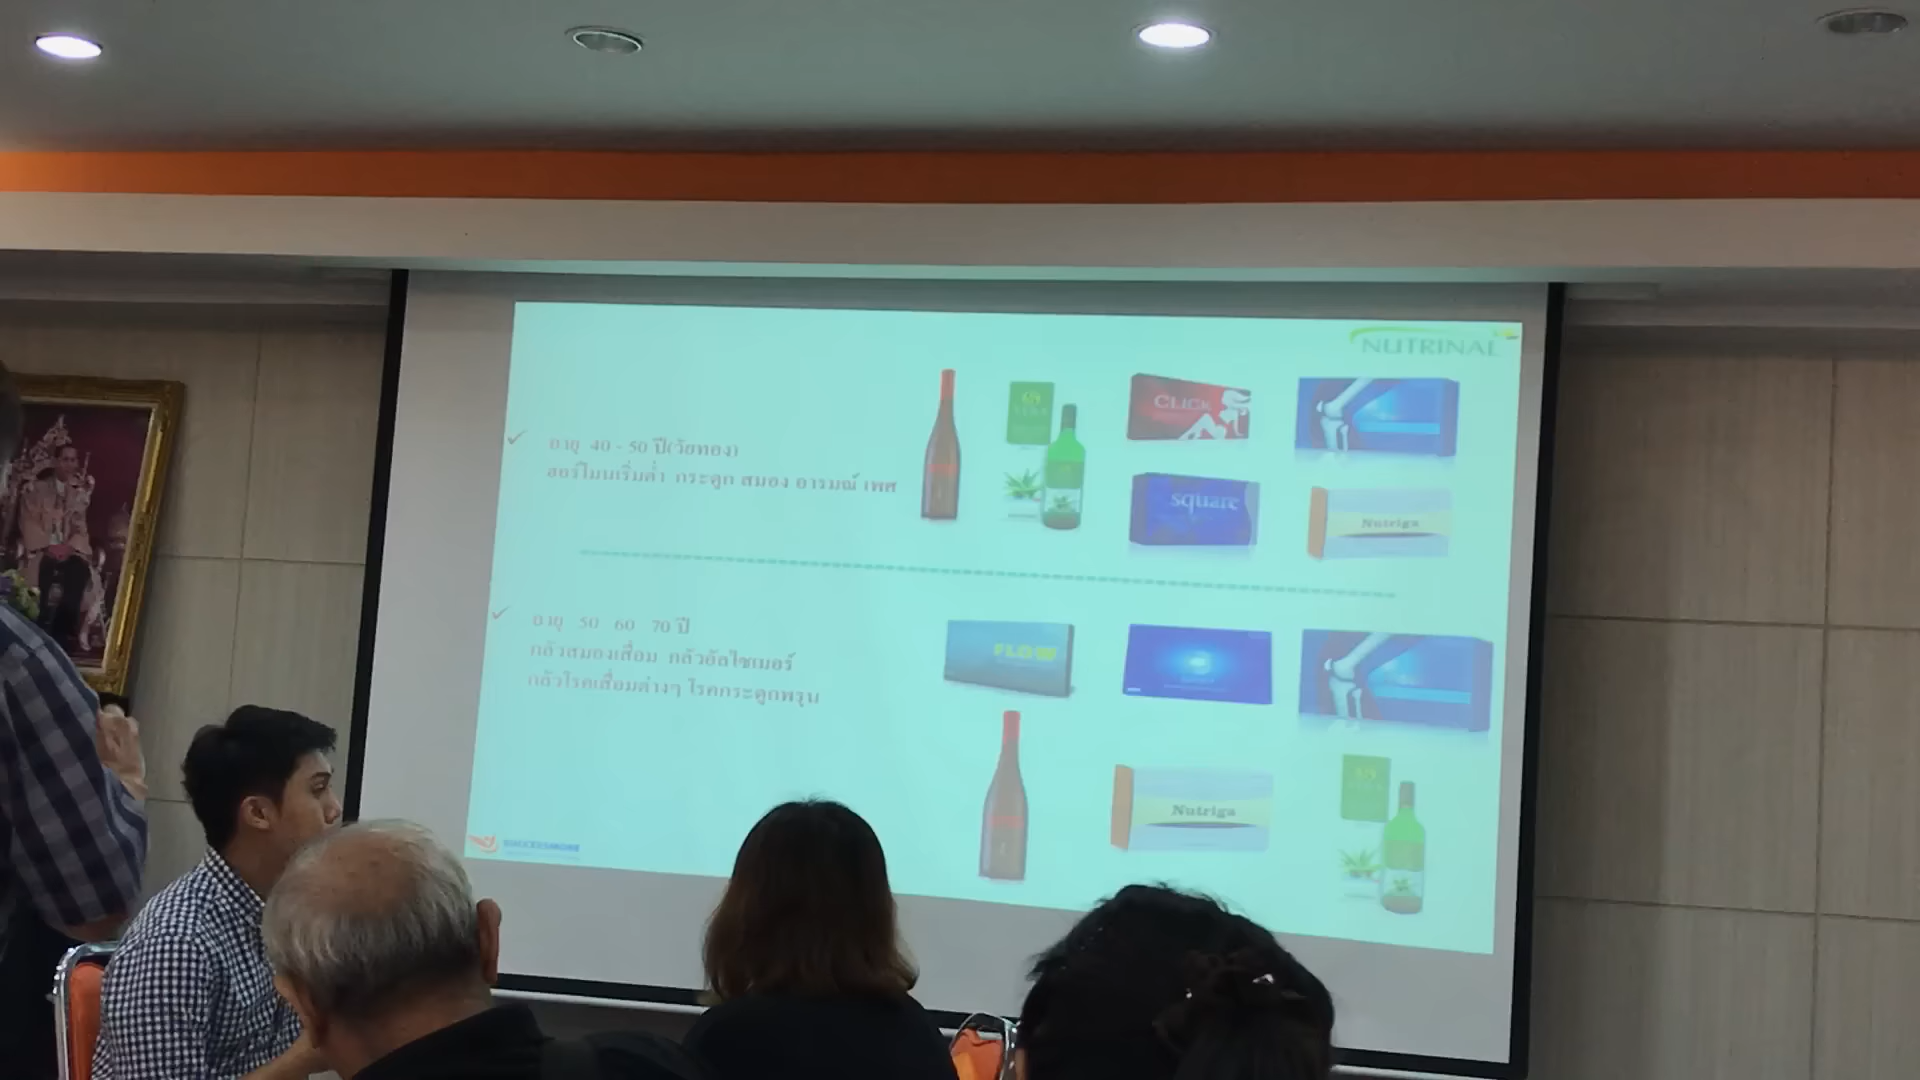 NUTRINAL
อายุ 40 - 50 ปี(วัยทอง)
ฮอร์โมนเริ่มต่ำ กระดูก สมอง อารมณ์ เพศ
CLICK
square
Nutriga
อายุ 50 60 70 ปี
กลัวสมองเสื่อม กลัวอัลไซเมอร์
กลัวโรคเสื่อมต่างๆ โรคกระดูกพรุน
FLOW
Nutriga
SUCCESSMORE